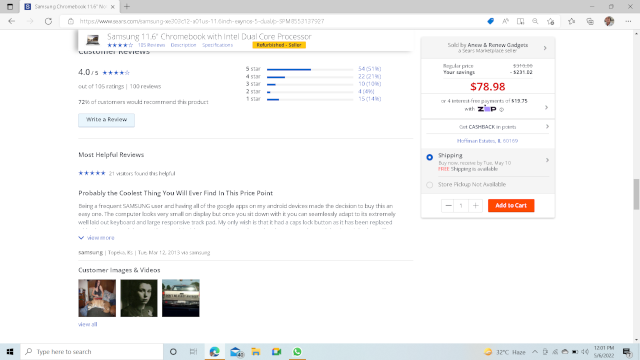 Samsung Chromebook 11.6" No
https://www.sears.com/samsung-xe303c12-a01us-11-6inch-exynos-5-dual/p-SPM8553137927
Samsung 11.6" Chromebook with Intel Dual Core Processor
105 Reviews Description Specifications Refurbished - Seller
Customer Reviews
4.0 / 5
out of 106 ratings | 100 reviews
72% of customers would recommend this product
5 star 54 (51%)
4 star 22 (21%)
3 star 10 (10%)
2 star 4 (4%)
1 star 15 (14%)
Write a Review
Most Helpful Reviews
21 visitors found this helpful
Probably the Coolest Thing You Will Ever Find In This Price Point
Being a frequent SAMSUNG user and having all of the google apps on my android devices made the decision to buy this an
easy one. The computer looks very small on display but once you sit down with it you can seamlessly adapt to its extremely
well laid out keyboard and large responsive track pad. My only wish is that it had a caps lock button as it has been replaced
view more
samsung | Topeka, KS | Tue, Mar 12, 2013 via samsung
Customer Images & Videos
view all
Sold by Anew & Renew Gadgets
a Sears Marketplace seller
Regular price $310.00
Your savings - $231.02
$78.98
or 4 interest-free payments of $19.75
with ZIP
Get CASHBACK in points
Hoffman Estates, IL 60169
Shipping
Buy now, receive by Tue, May 10
FREE Shipping is available
Store Pickup Not Available
1 Add to Cart
Type here to search
32°C Haze
12:01 PM
5/6/2022